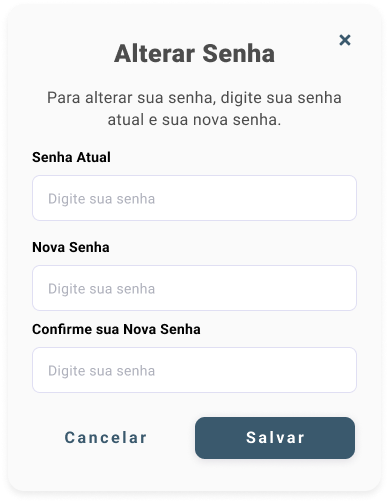 Alterar Senha
Para alterar sua senha, digite sua senha
atual e sua nova senha.
Senha Atual
Digite sua senha
Nova Senha
Digite sua senha
Confirme sua Nova Senha
Digite sua senha
Cancelar
Salvar